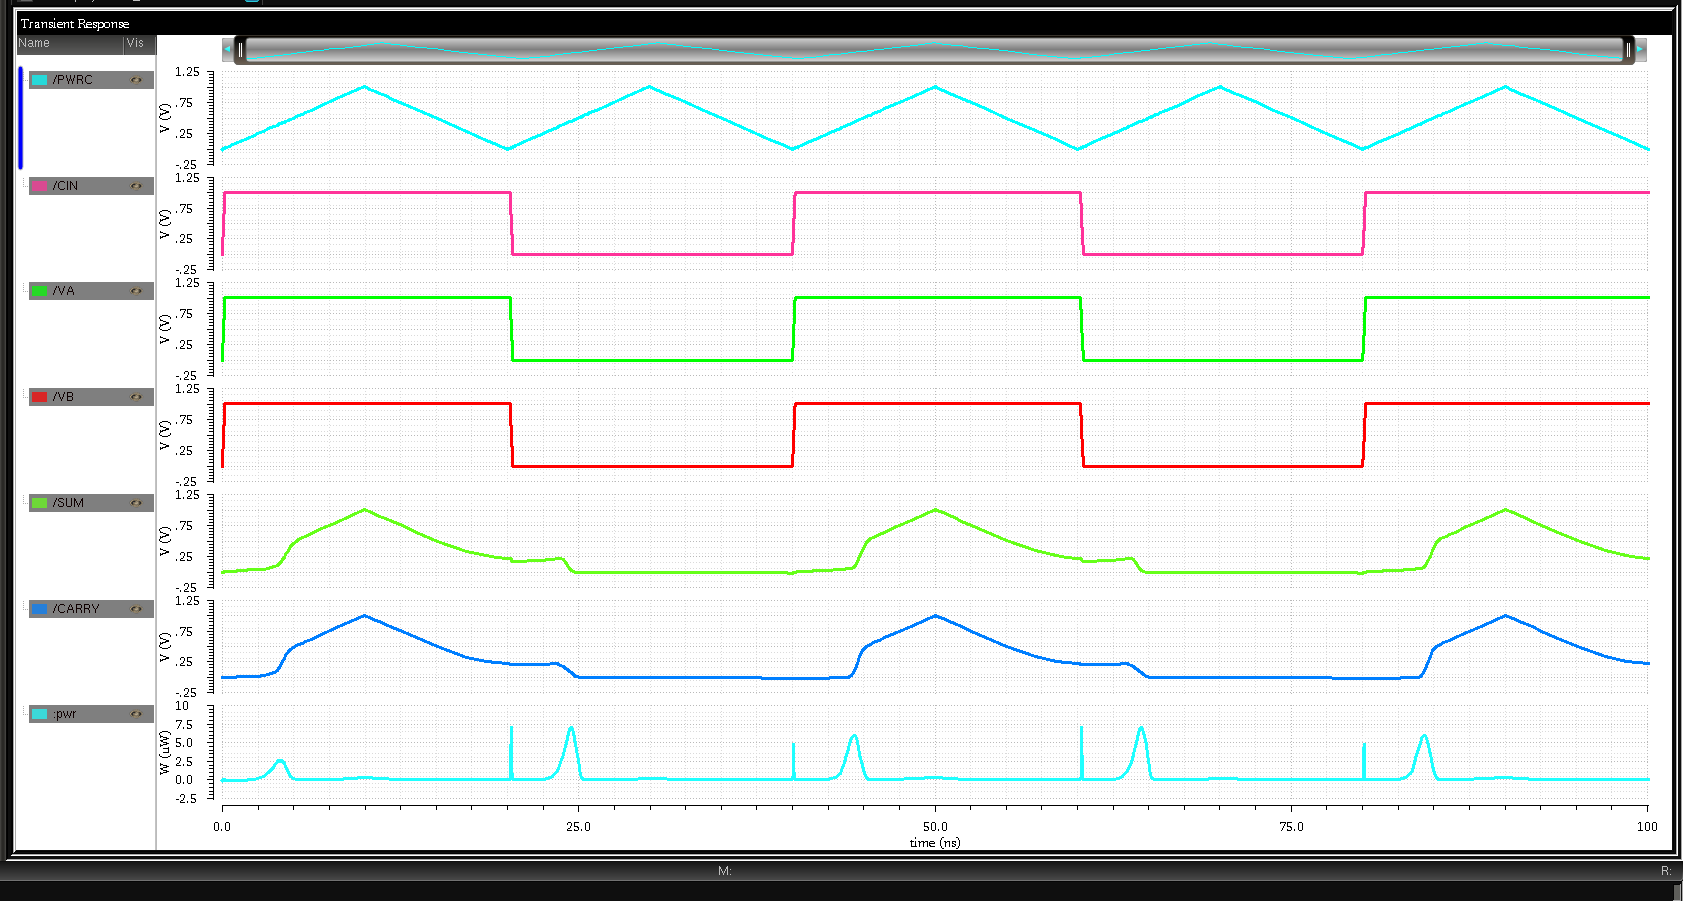 Transient Response
Name Vis
/PWRC
1.25
.75
.25
-.25
V (V)
/CIN
1.25
.75
.25
-.25
V (V)
/VA
1.25
.75
.25
-.25
V (V)
/VB
1.25
.75
.25
-.25
V (V)
/SUM
1.25
.75
.25
-.25
V (V)
/CARRY
1.25
.75
.25
-.25
V (V)
:pwr
10
7.5
5.0
2.5
0.0
-2.5
W (uW)
0.0 25.0 50.0 75.0 100
time (ns)
M: R: